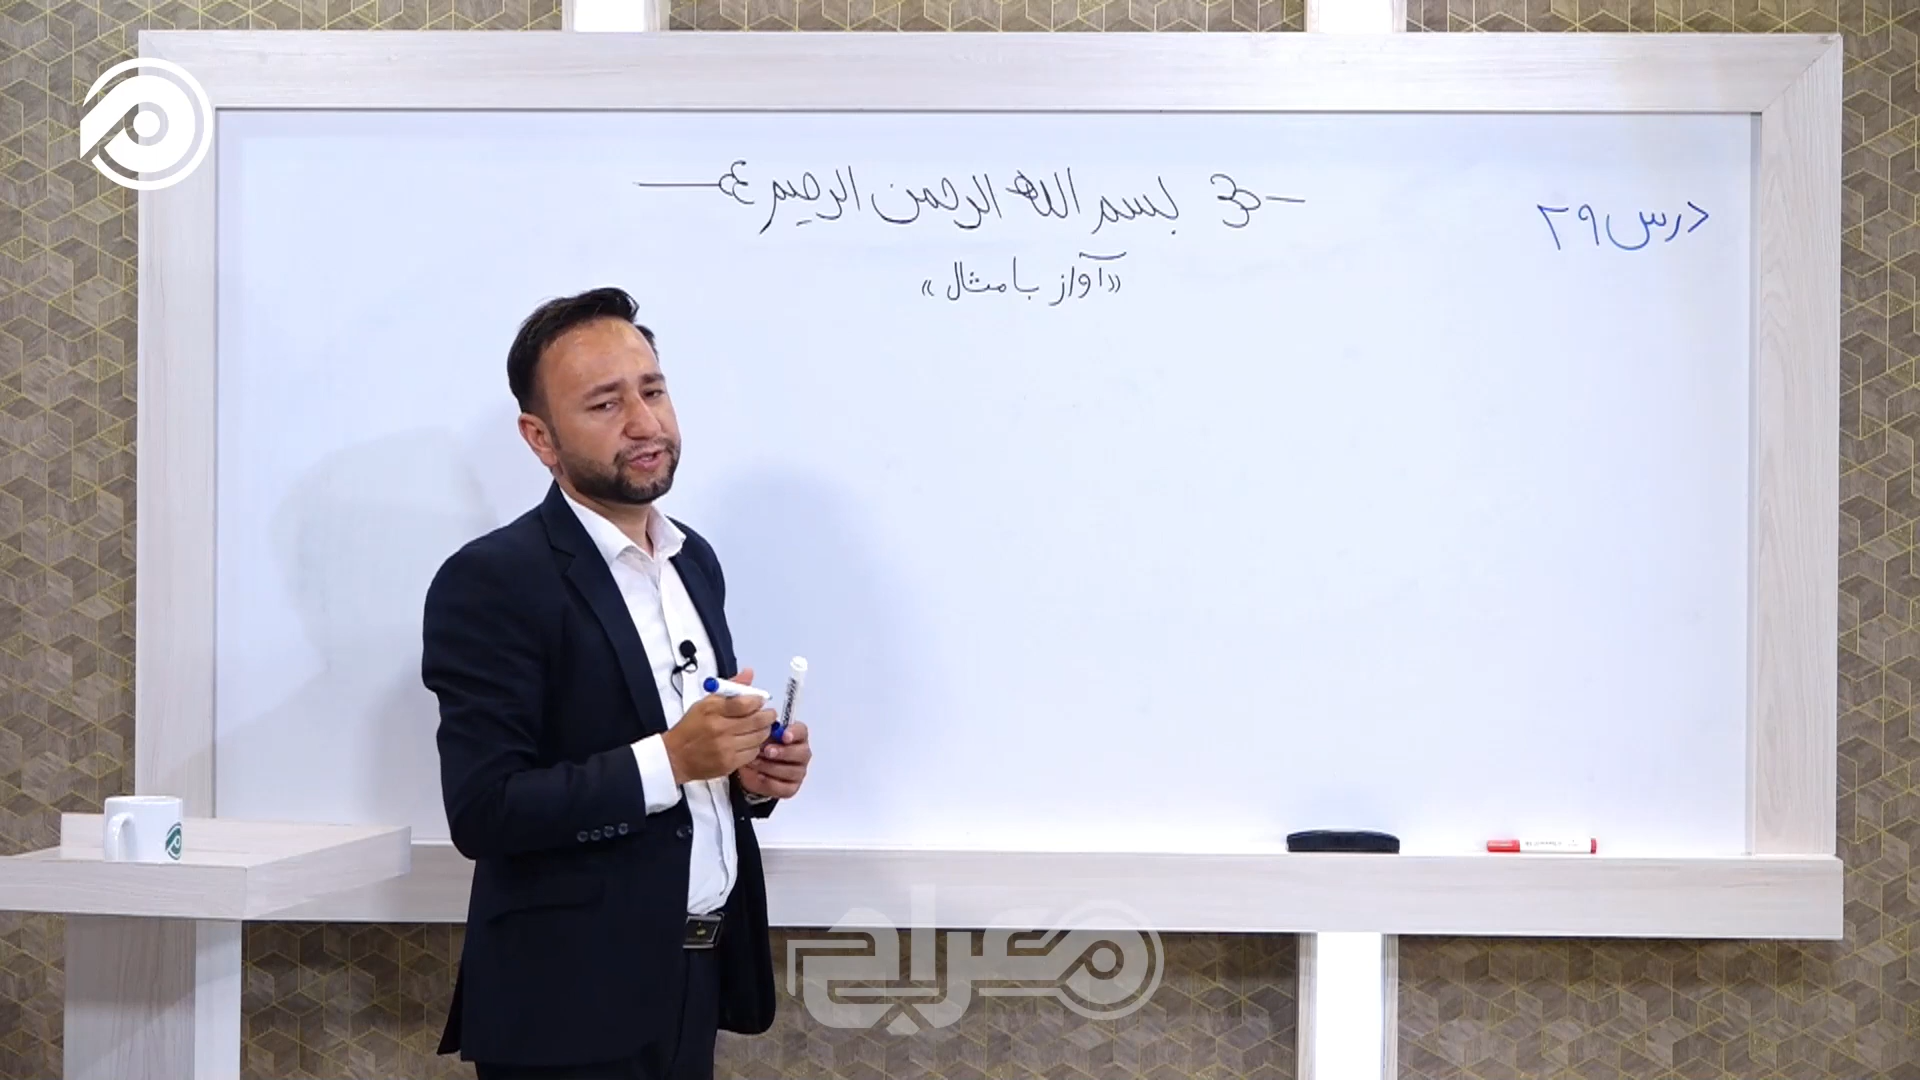 بسم الله الرحمن الرحیم
درس ۲۹
«آواز با مثال»
معراج